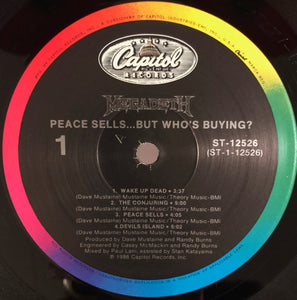 Capitol
RECORDS
MEGADETH
PEACE SELLS...BUT WHO'S BUYING?
1
ST-12526
(ST-1-12526)
1. WAKE UP DEAD • 3:37
(Dave Mustaine) Mustaine Music/Theory Music-BMI
2. THE CONJURING • 5:00
(Dave Mustaine) Mustaine Music/Theory Music-BMI
3. PEACE SELLS • 4:05
(Dave Mustaine) Mustaine Music/Theory Music-BMI
4.DEVILS ISLAND • 5:02
(Dave Mustaine) Mustaine Music/Theory Music-BMI
Produced by Dave Mustaine and Randy Burns
Engineered by Casey McMackin and Randy Burns
Mixed by Paul Lani, assisted by Stan Katayama
℗ 1986 Capitol Records, Inc.